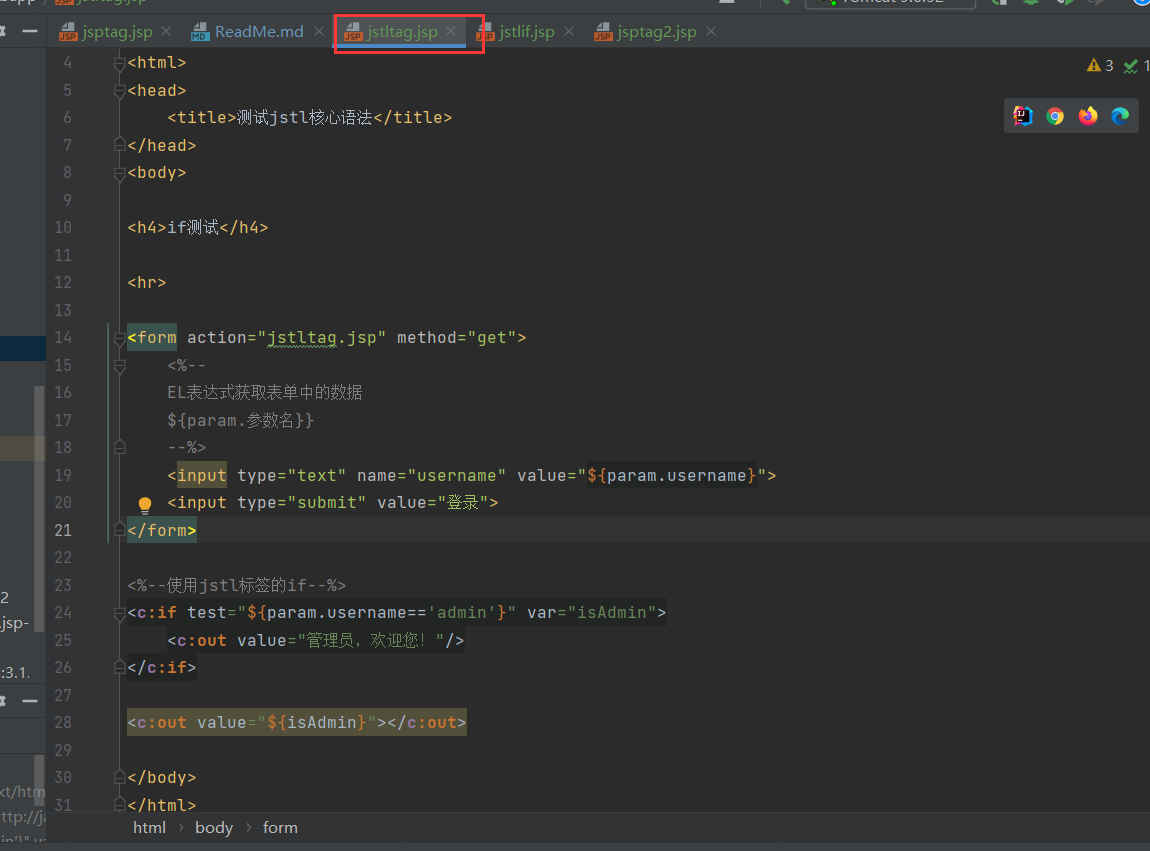 jstltag.jsp
jsptag.jsp
ReadMe.md
jstltag.jsp
jstlif.jsp
jsptag2.jsp
3
1
4 <html>
5 <head>
6 <title>测试jstl核心语法</title>
7 </head>
8 <body>
9
10 <h4>if测试</h4>
11
12 <hr>
13
14 <form action="jstltag.jsp" method="get">
15 <%--
16 EL表达式获取表单中的数据
17 ${param.参数名}}
18 --%>
19 <input type="text" name="username" value="${param.username}">
20 <input type="submit" value="登录">
21 </form>
22
23 <%--使用jstl标签的if--%>
24 <c:if test="${param.username=='admin'}" var="isAdmin">
25 <c:out value="管理员，欢迎您！"/>
26 </c:if>
27
28 <c:out value="${isAdmin}"></c:out>
29
30 </body>
31 </html>
2
.jsp-
:3.1.
xt/htm
ttp://ja
html › body › form